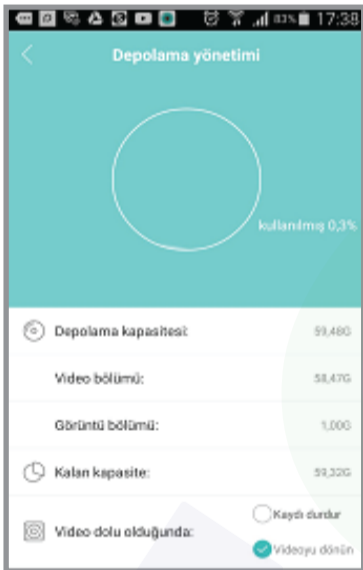 83% 17:38
Depolama yönetimi
kullanılmış 0,3%
Depolama kapasitesi: 59,48G
Video bölümü: 58,47G
Görüntü bölümü: 1,00G
Kalan kapasite: 59,32G
Kaydı durdur
Video dolu olduğunda:
Videoyu dönün